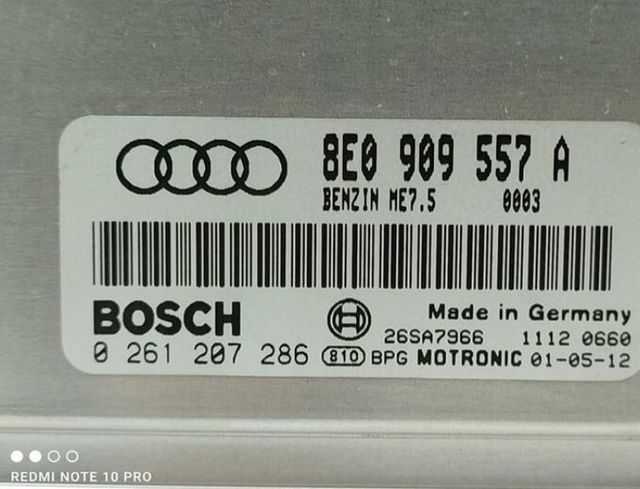 8E0 909 557 A
BENZIN ME7.5 0003
BOSCH
Made in Germany
26SA7966 1112 0660
0 261 207 286 810 BPG MOTRONIC 01-05-12
REDMI NOTE 10 PRO